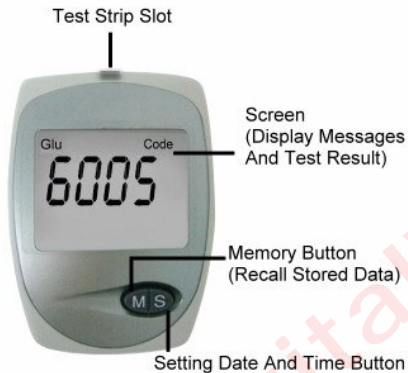 Test Strip Slot
Screen
(Display Messages
And Test Result)
Glu Code
6005
Memory Button
(Recall Stored Data)
M S
Setting Date And Time Button